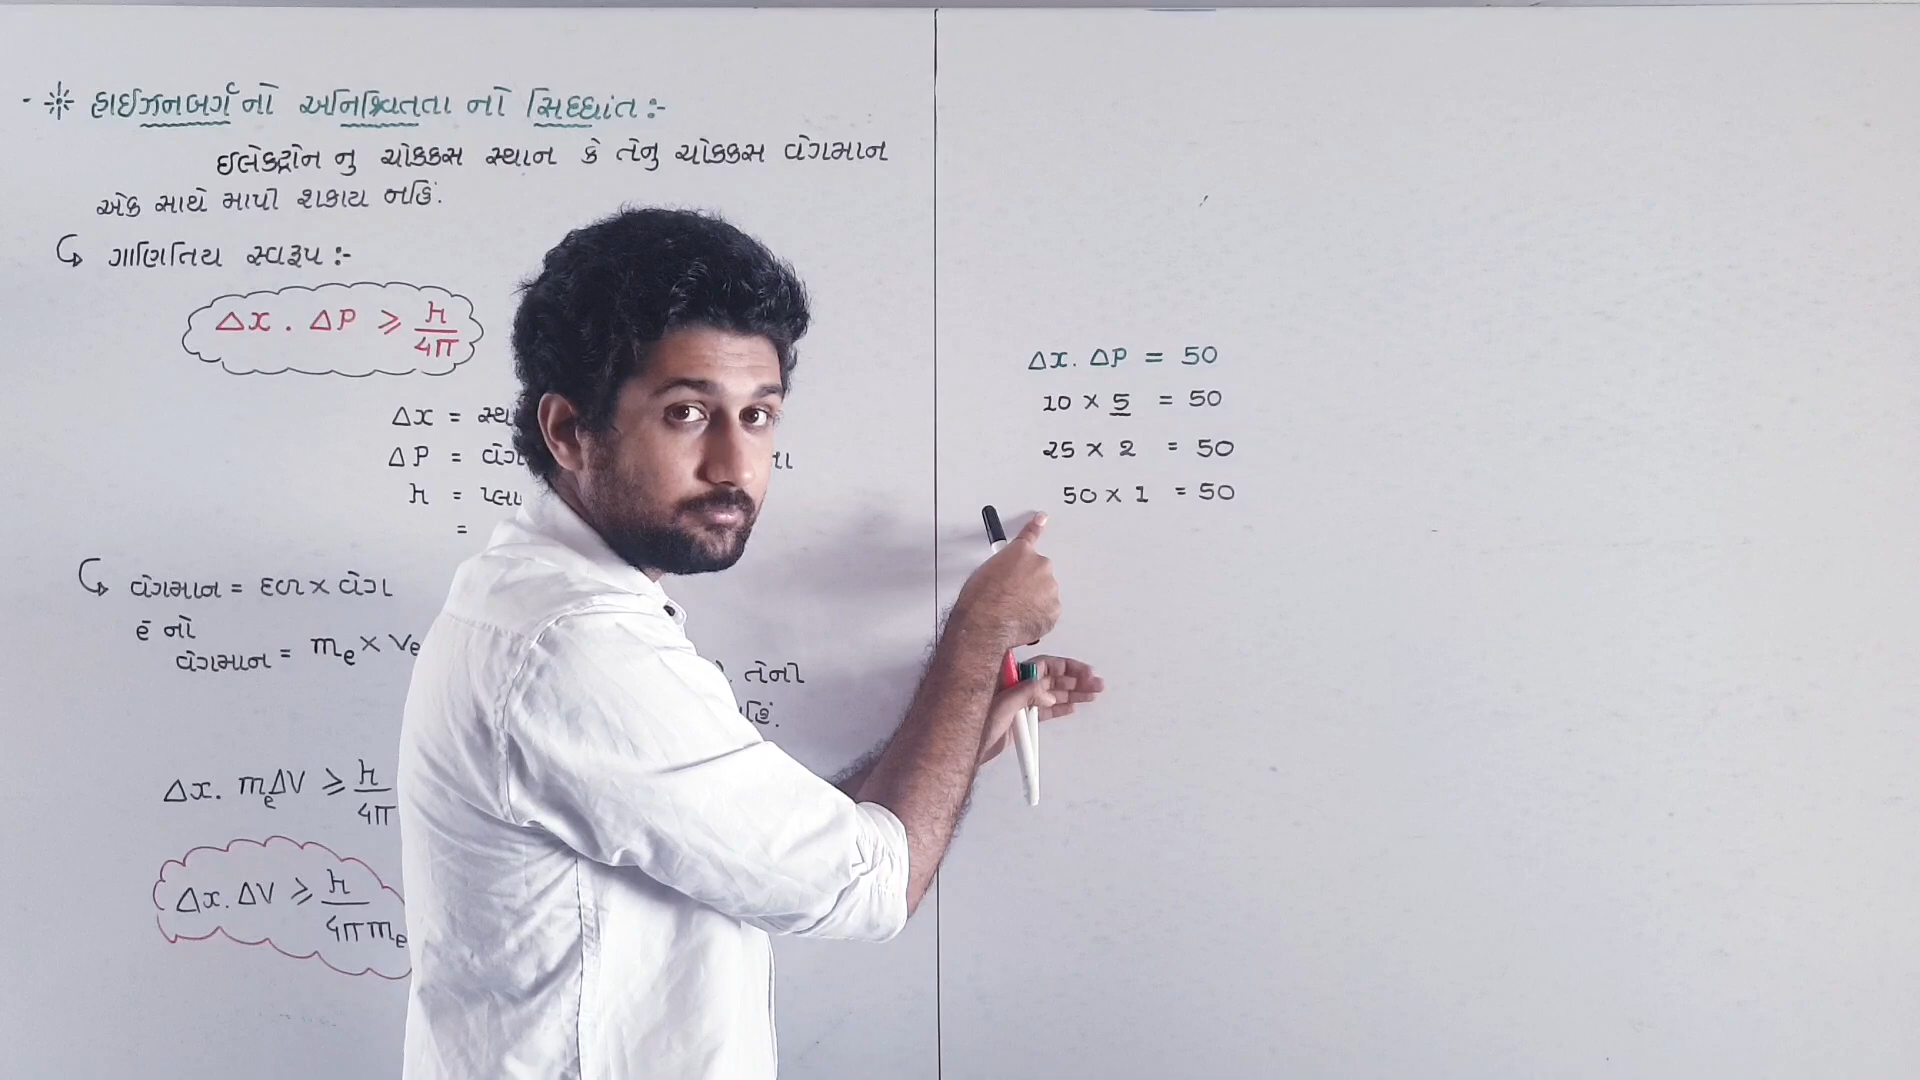 * હાઈઝનબર્ગ નો અનિશ્ચિતતા નો સિદ્ધાંત :-
ઈલેક્ટ્રોન નુ ચોક્કસ સ્થાન કે તેનુ ચોક્કસ વેગમાન
એક સાથે માપી શકાય નહિં.
↳ ગાણિતિય સ્વરૂપ :-
Δx . ΔP ≥ h/4π
Δx =
ΔP =
h =
=
↳ વેગમાન = દળ × વેગ
ē નો
વેગમાન = me × Ve
તેની
Δx. meΔV ≥ h/4π
Δx. ΔV ≥ h/4πme
Δx. ΔP = 50
10 × 5 = 50
25 × 2 = 50
50 × 1 = 50